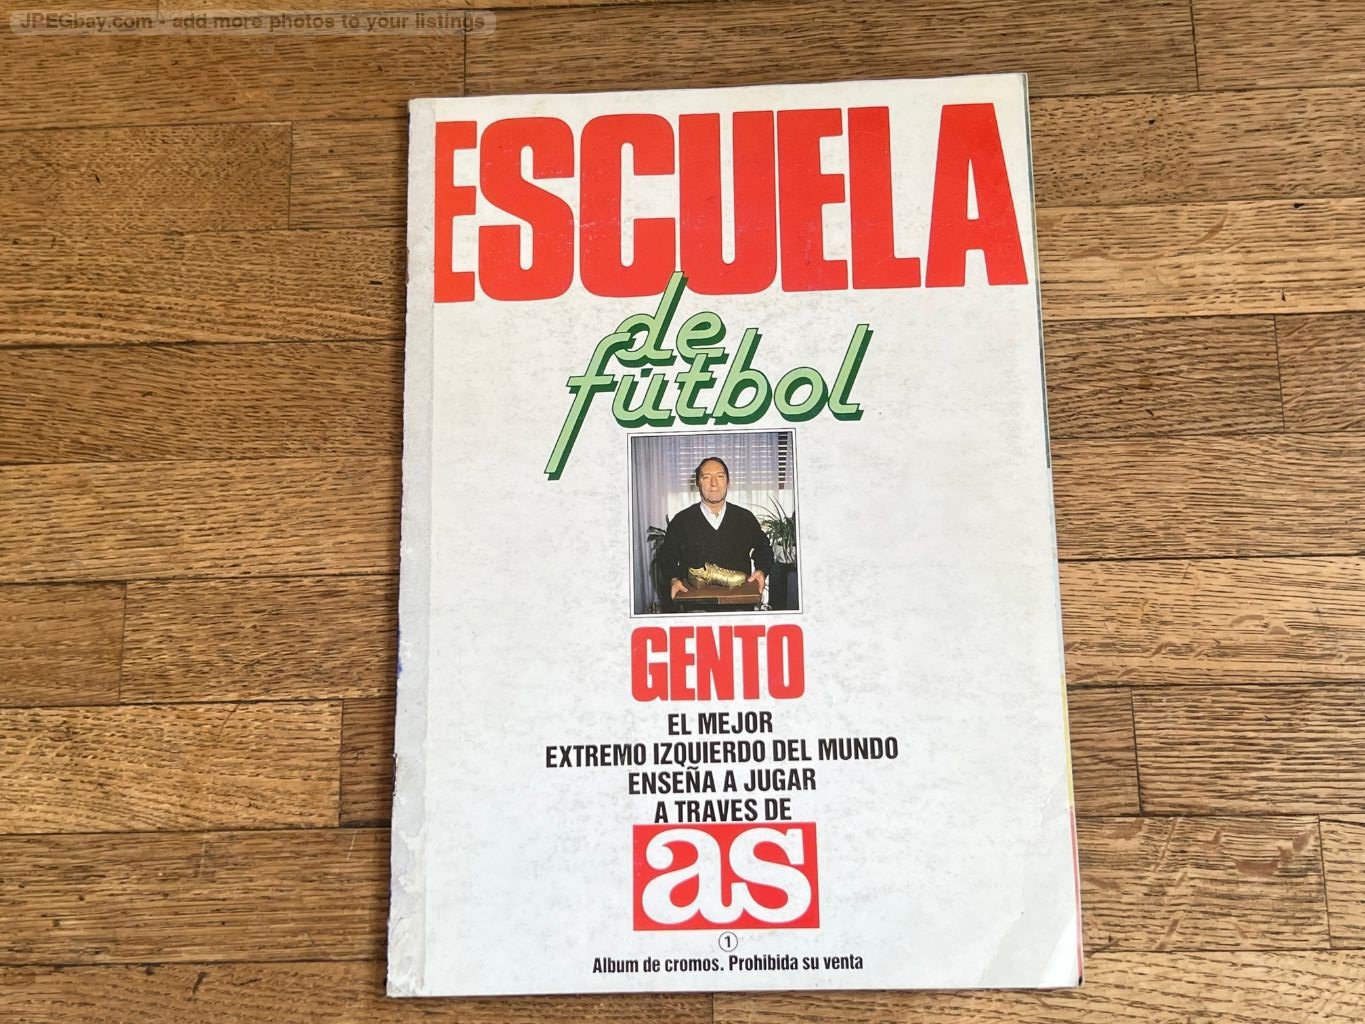 JPEGbay.com - add more photos to your listings
ESCUELA
de
fútbol
GENTO
EL MEJOR
EXTREMO IZQUIERDO DEL MUNDO
ENSEÑA A JUGAR
A TRAVES DE
as
1
Album de cromos. Prohibida su venta